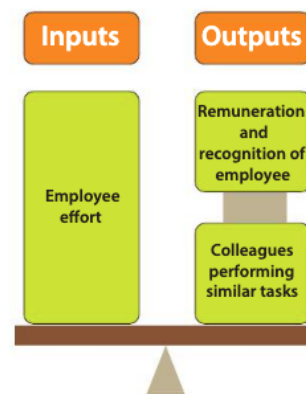 Inputs
Outputs
Employee
effort
Remuneration
and
recognition of
employee
Colleagues
performing
similar tasks